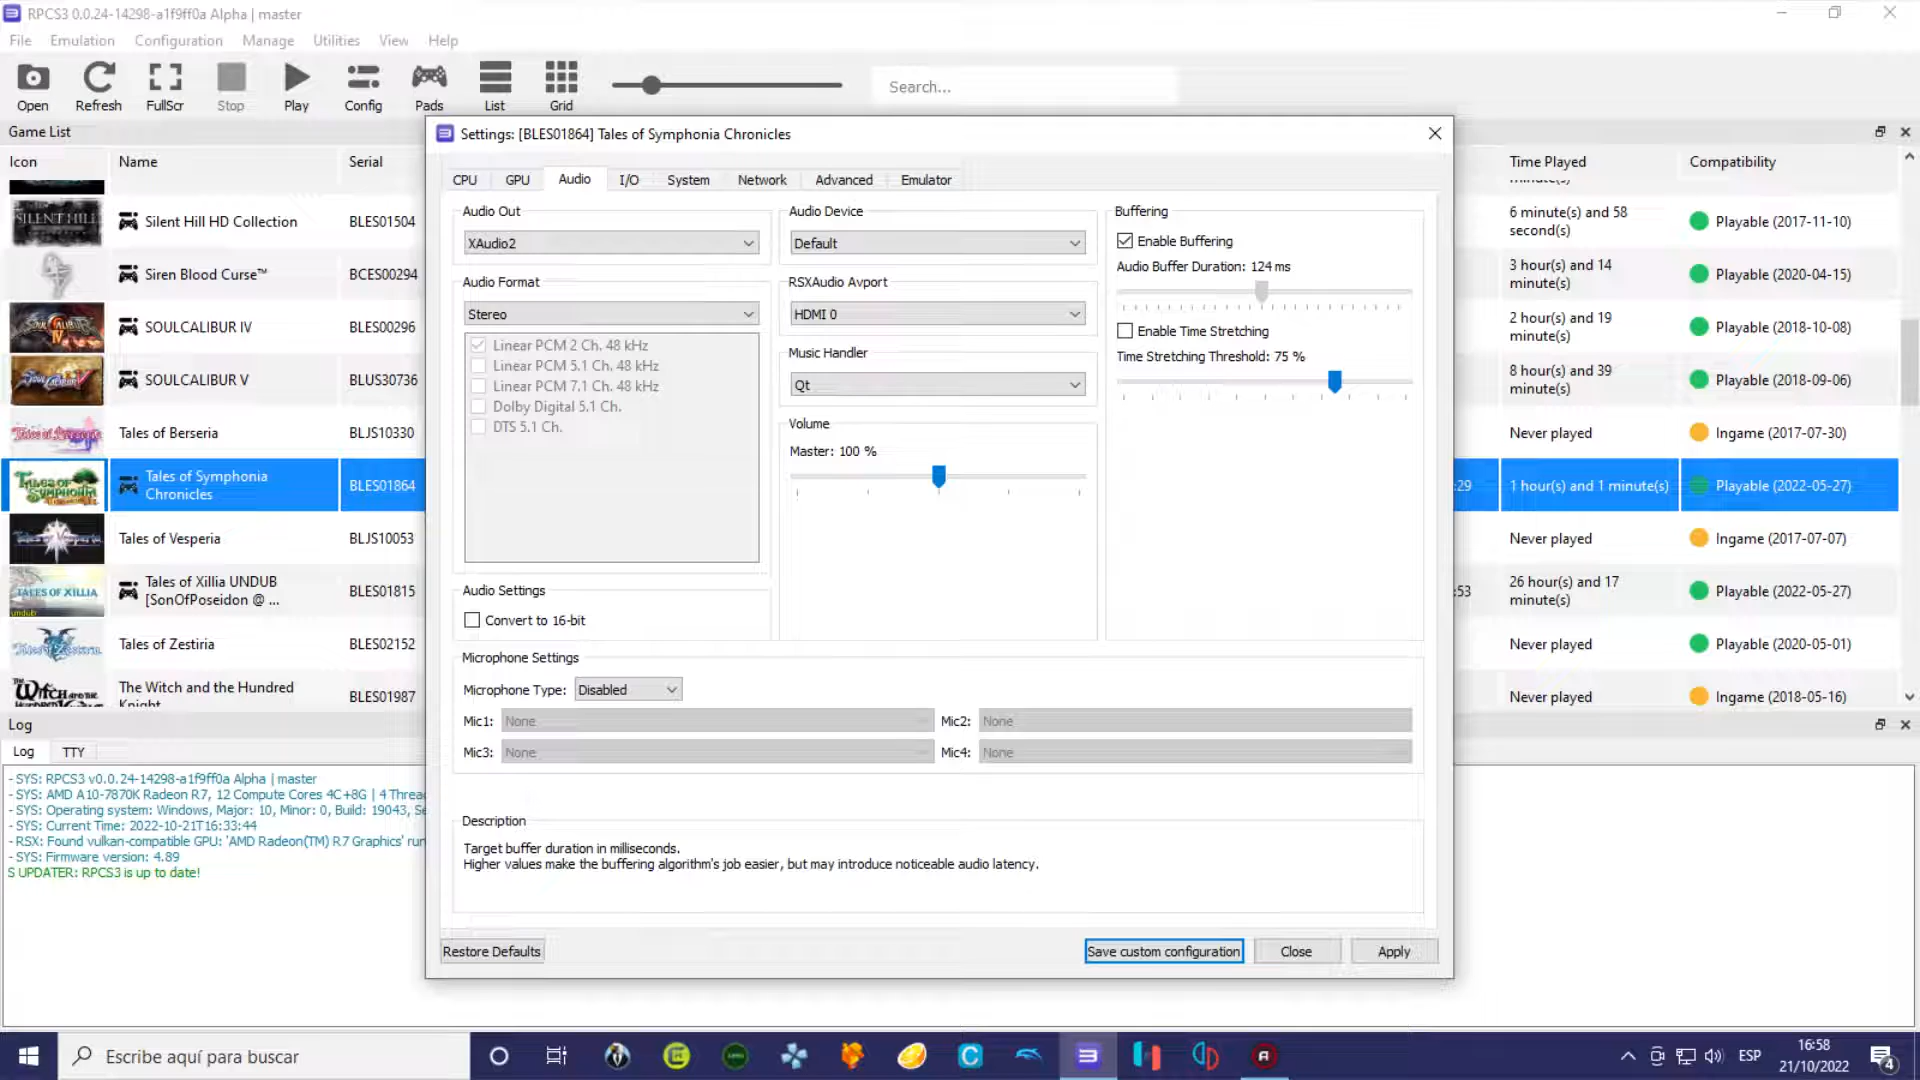 RPCS3 0.0.24-14298-a1f9ff0a Alpha | master
File Emulation Configuration Manage Utilities View Help
Open Refresh FullScr Stop Play Config Pads List Grid
Search...
Game List
Icon Name Serial Time Played Compatibility
Silent Hill HD Collection BLES01504 6 minute(s) and 58 second(s) Playable (2017-11-10)
Siren Blood Curse™ BCES00294 3 hour(s) and 14 minute(s) Playable (2020-04-15)
SOULCALIBUR IV BLES00296 2 hour(s) and 19 minute(s) Playable (2018-10-08)
SOULCALIBUR V BLUS30736 8 hour(s) and 39 minute(s) Playable (2018-09-06)
Tales of Berseria BLJS10330 Never played Ingame (2017-07-30)
Tales of Symphonia Chronicles BLES01864 :29 1 hour(s) and 1 minute(s) Playable (2022-05-27)
Tales of Vesperia BLJS10053 Never played Ingame (2017-07-07)
Tales of Xillia UNDUB [SonOfPoseidon @ ... BLES01815 :53 26 hour(s) and 17 minute(s) Playable (2022-05-27)
Tales of Zestiria BLES02152 Never played Playable (2020-05-01)
The Witch and the Hundred Knight BLES01987 Never played Ingame (2018-05-16)
Settings: [BLES01864] Tales of Symphonia Chronicles
CPU GPU Audio I/O System Network Advanced Emulator
Audio Out
XAudio2
Audio Format
Stereo
Linear PCM 2 Ch. 48 kHz
Linear PCM 5.1 Ch. 48 kHz
Linear PCM 7.1 Ch. 48 kHz
Dolby Digital 5.1 Ch.
DTS 5.1 Ch.
Audio Settings
Convert to 16-bit
Audio Device
Default
RSXAudio Avport
HDMI 0
Music Handler
Qt
Volume
Master: 100 %
Buffering
Enable Buffering
Audio Buffer Duration: 124 ms
Enable Time Stretching
Time Stretching Threshold: 75 %
Microphone Settings
Microphone Type: Disabled
Mic1: None Mic2: None
Mic3: None Mic4: None
Description
Target buffer duration in milliseconds.
Higher values make the buffering algorithm's job easier, but may introduce noticeable audio latency.
Restore Defaults Save custom configuration Close Apply
Log
Log TTY
- SYS: RPCS3 v0.0.24-14298-a1f9ff0a Alpha | master
- SYS: AMD A10-7870K Radeon R7, 12 Compute Cores 4C+8G | 4 Threa
- SYS: Operating system: Windows, Major: 10, Minor: 0, Build: 19043, Se
- SYS: Current Time: 2022-10-21T16:33:44
- RSX: Found vulkan-compatible GPU: 'AMD Radeon(TM) R7 Graphics' run
- SYS: Firmware version: 4.89
S UPDATER: RPCS3 is up to date!
Escribe aquí para buscar
ESP
16:58
21/10/2022
4